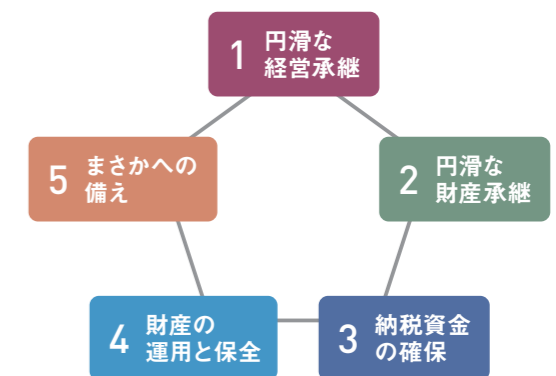 1 円滑な
経営承継
2 円滑な
財産承継
3 納税資金
の確保
4 財産の
運用と保全
5 まさかへの
備え